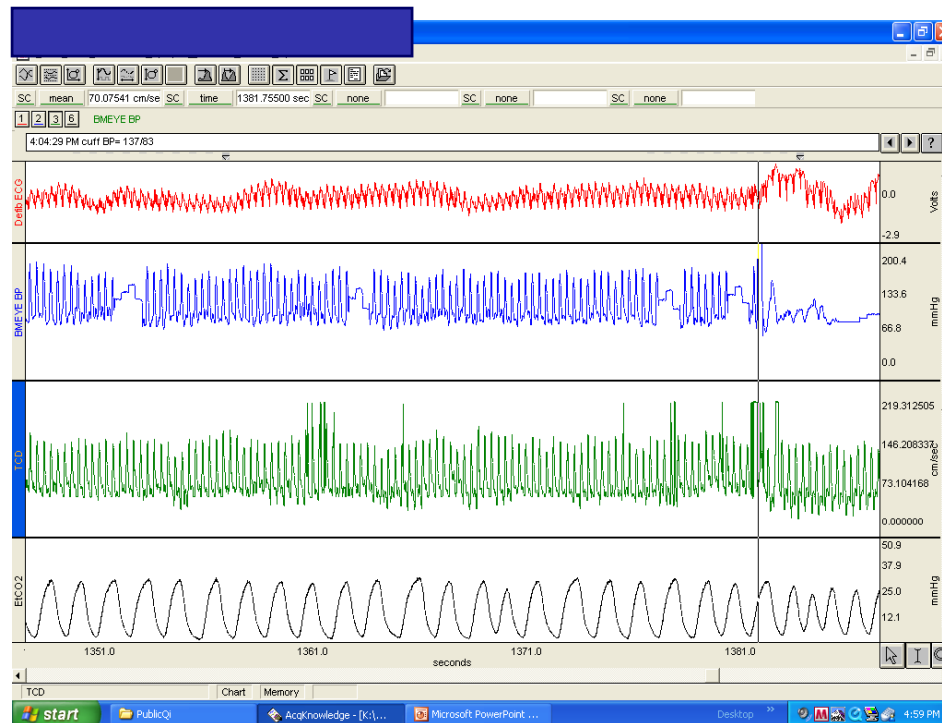 SC mean 70.07541 cm/se SC time 1381.75500 sec SC none SC none SC none
1 2 3 6 BMEYE BP
4:04:29 PM cuff BP= 137/83
?
Defib ECG
0.0
-2.9
Volts
BMEYE BP
200.4
133.6
66.8
0.0
mmHg
TCD
219.312505
146.208337
73.104168
0.000000
cm/sec
EtCO2
50.9
37.9
25.0
12.1
mmHg
1351.0 1361.0 1371.0 1381.0
seconds
TCD Chart Memory
start PublicQi AcqKnowledge - [K:\... Microsoft PowerPoint ... Desktop » 4:59 PM